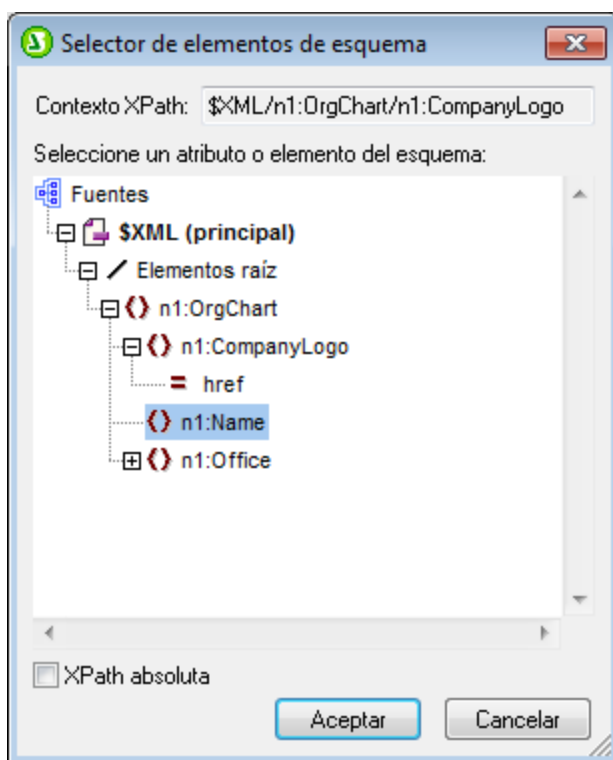 Selector de elementos de esquema
Contexto XPath: $XML/n1:OrgChart/n1:CompanyLogo
Seleccione un atributo o elemento del esquema:
Fuentes
$XML (principal)
Elementos raíz
n1:OrgChart
n1:CompanyLogo
href
n1:Name
n1:Office
XPath absoluta
Aceptar Cancelar